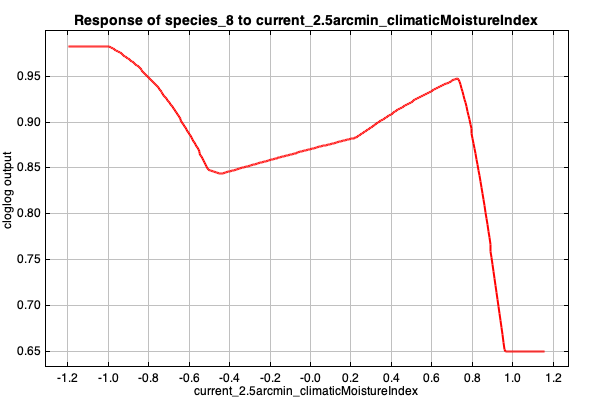 Response of species_8 to current_2.5arcmin_climaticMoistureIndex
cloglog output
0.95
0.90
0.85
0.80
0.75
0.70
0.65
-1.2 -1.0 -0.8 -0.6 -0.4 -0.2 -0.0 0.2 0.4 0.6 0.8 1.0 1.2
current_2.5arcmin_climaticMoistureIndex